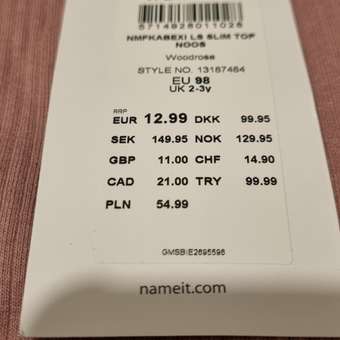 5714928011028
NMFKABEXI LS SLIM TOP
NOOS
Woodrose
STYLE NO. 13167464
EU 98
UK 2-3y
RRP
EUR 12.99 DKK 99.95
SEK 149.95 NOK 129.95
GBP 11.00 CHF 14.90
CAD 21.00 TRY 99.99
PLN 54.99
GMSB\E2695596
nameit.com